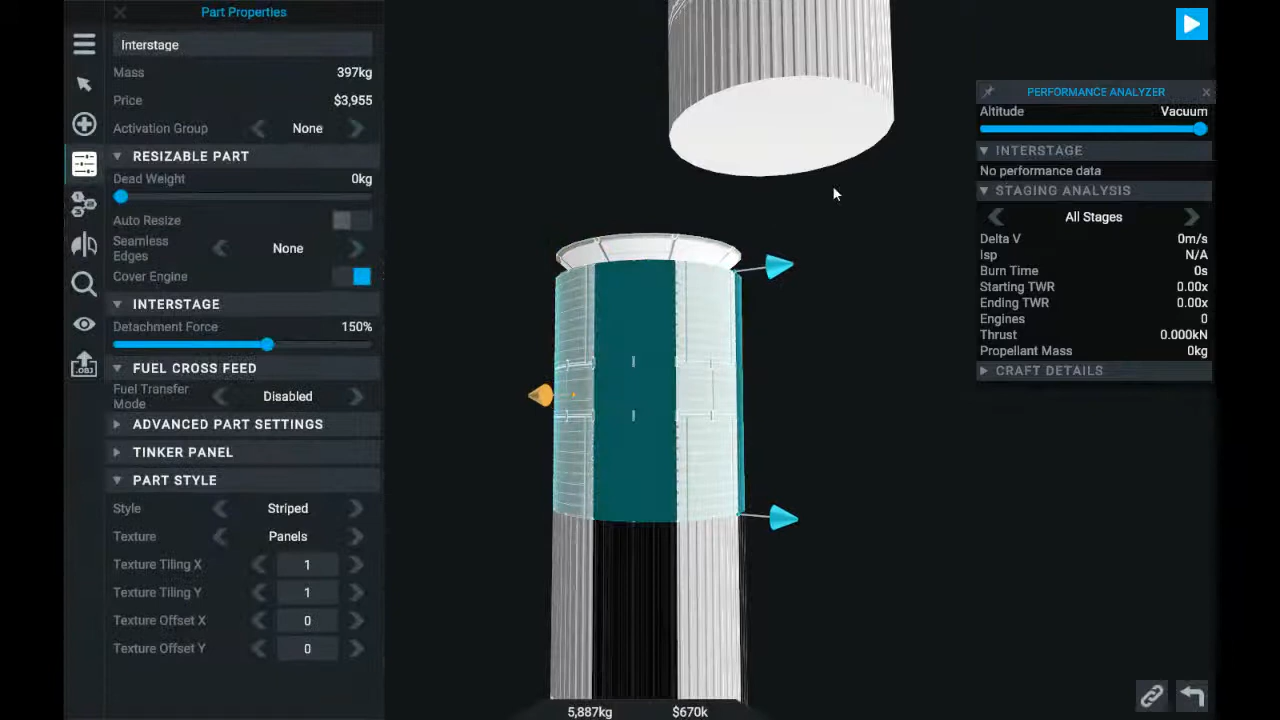 Part Properties
Interstage
Mass 397kg
Price $3,955
Activation Group None
RESIZABLE PART
Dead Weight 0kg
Auto Resize
Seamless Edges None
Cover Engine
INTERSTAGE
Detachment Force 150%
FUEL CROSS FEED
Fuel Transfer Mode Disabled
ADVANCED PART SETTINGS
TINKER PANEL
PART STYLE
Style Striped
Texture Panels
Texture Tiling X 1
Texture Tiling Y 1
Texture Offset X 0
Texture Offset Y 0
.OBJ
5,887kg $670k
PERFORMANCE ANALYZER
Altitude Vacuum
INTERSTAGE
No performance data
STAGING ANALYSIS
All Stages
Delta V 0m/s
Isp N/A
Burn Time 0s
Starting TWR 0.00x
Ending TWR 0.00x
Engines 0
Thrust 0.000kN
Propellant Mass 0kg
CRAFT DETAILS